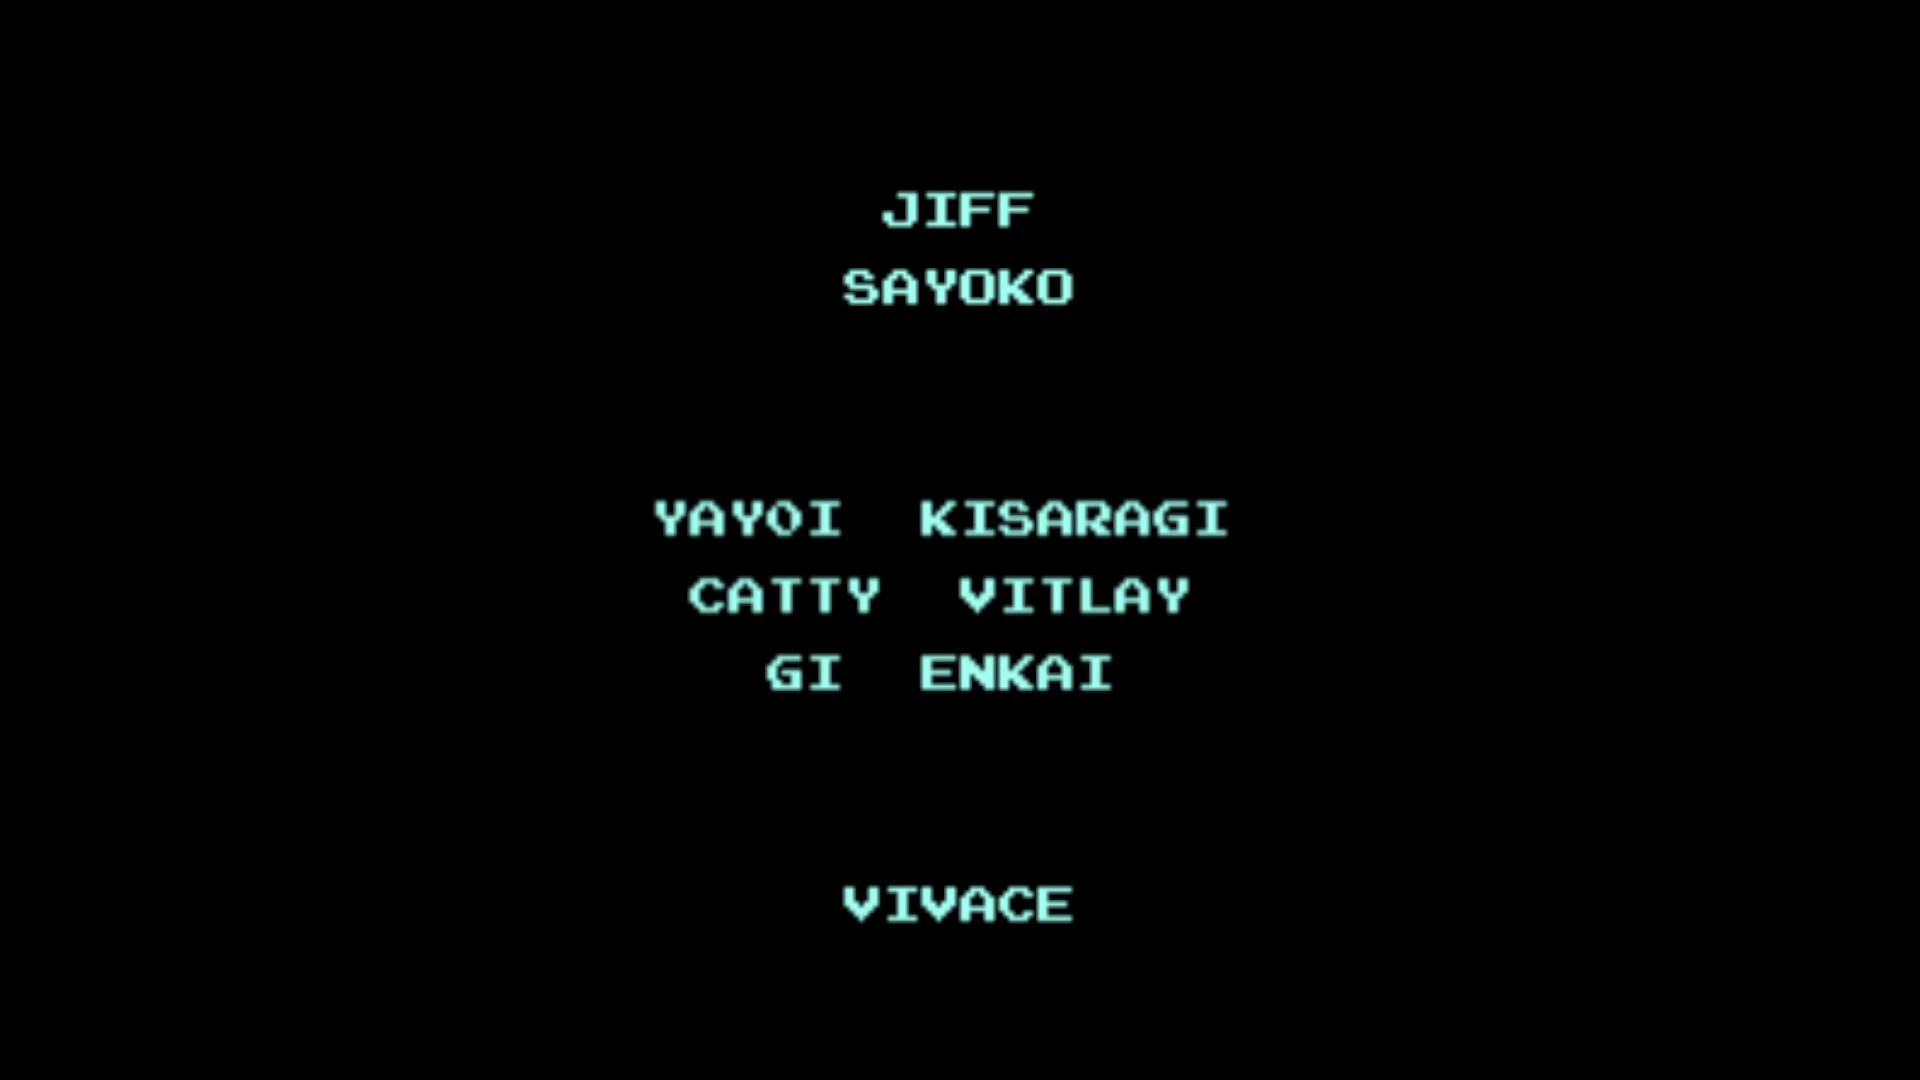 JIFF
SAYOKO
YAYOI  KISARAGI
CATTY  VITLAY
GI  ENKAI
VIVACE